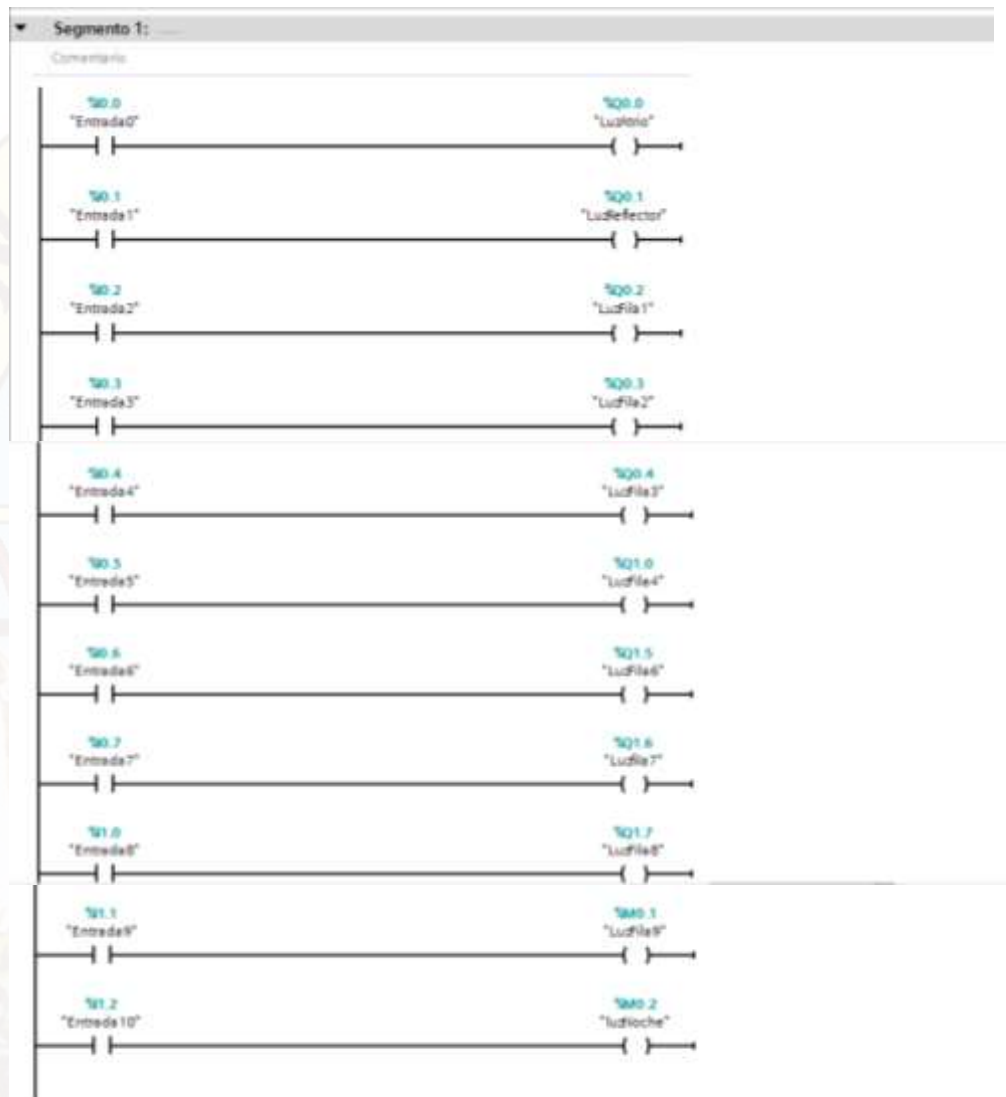 Segmento 1:
Comentario
%I0.0 %Q0.0
"Entrada0"
%I0.1 %Q0.1
"Entrada1" "LuzReflector"
%I0.2 %Q0.2
"Entrada2" "LuzFila1"
%I0.3 %Q0.3
"Entrada3" "LuzFila2"
%I0.4 %Q0.4
"Entrada4" "LuzFila3"
%I0.5 %Q1.0
"Entrada5" "LuzFila4"
%I0.6 %Q1.5
"Entrada6" "LuzFila6"
%I0.7 %Q1.6
"Entrada7" "Luzfila7"
%I1.0 %Q1.7
"Entrada8" "LuzFila8"
%I1.1 %M0.1
"Entrada9" "LuzFila9"
%I1.2 %M0.2
"Entrada10" "luzNoche"